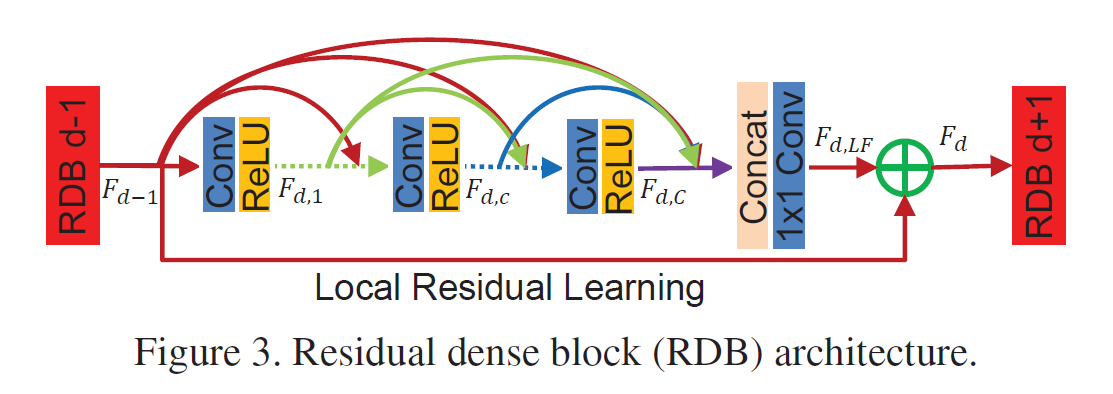 RDB d-1
F_{d-1}
Conv
ReLU
F_{d,1}
Conv
ReLU
F_{d,c}
Conv
ReLU
F_{d,C}
Concat
1x1 Conv
F_{d,LF}
F_d
RDB d+1
Local Residual Learning
Figure 3. Residual dense block (RDB) architecture.